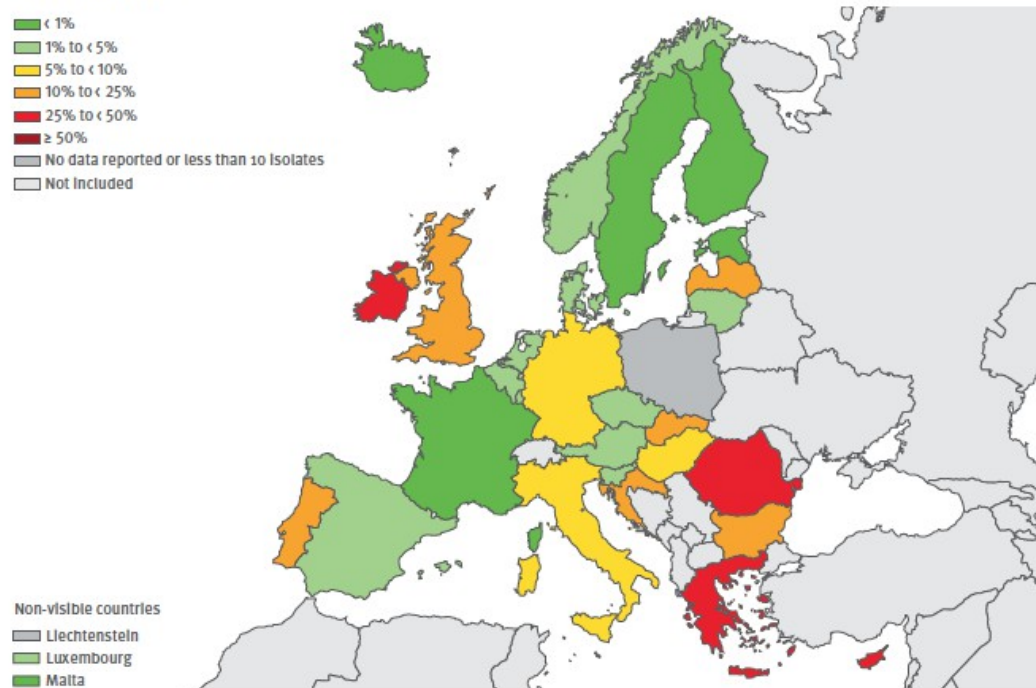 < 1%
1% to < 5%
5% to < 10%
10% to < 25%
25% to < 50%
≥ 50%
No data reported or less than 10 isolates
Not included
Non-visible countries
Liechtenstein
Luxembourg
Malta